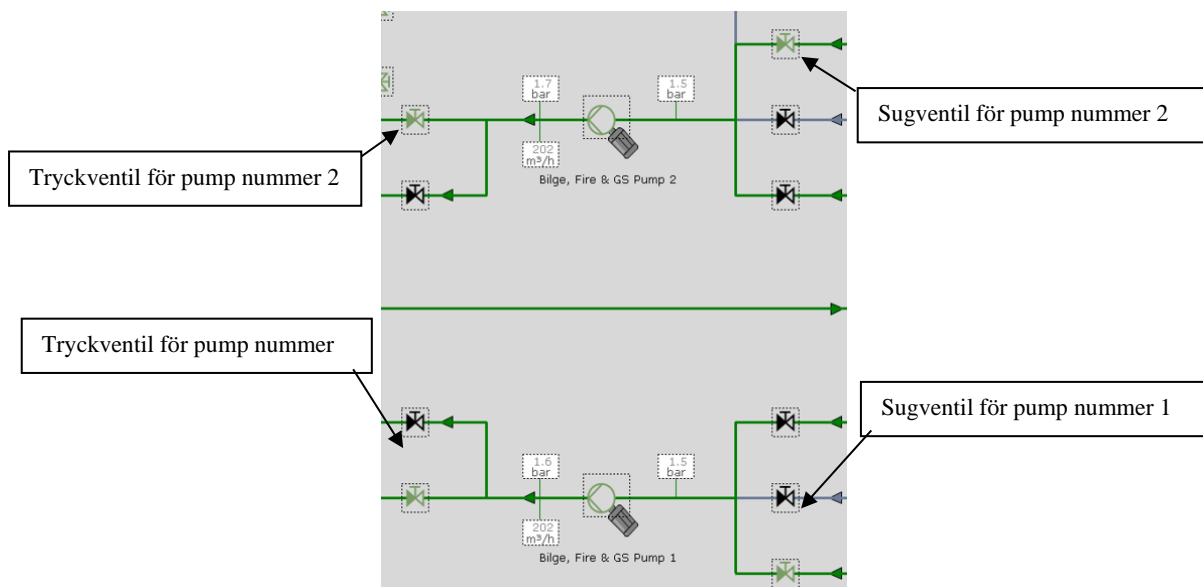 Sugventil för pump nummer 2
1.7
bar
1.5
bar
202
m³/h
Tryckventil för pump nummer 2
Bilge, Fire & GS Pump 2
Tryckventil för pump nummer
Sugventil för pump nummer 1
1.6
bar
1.5
bar
202
m³/h
Bilge, Fire & GS Pump 1